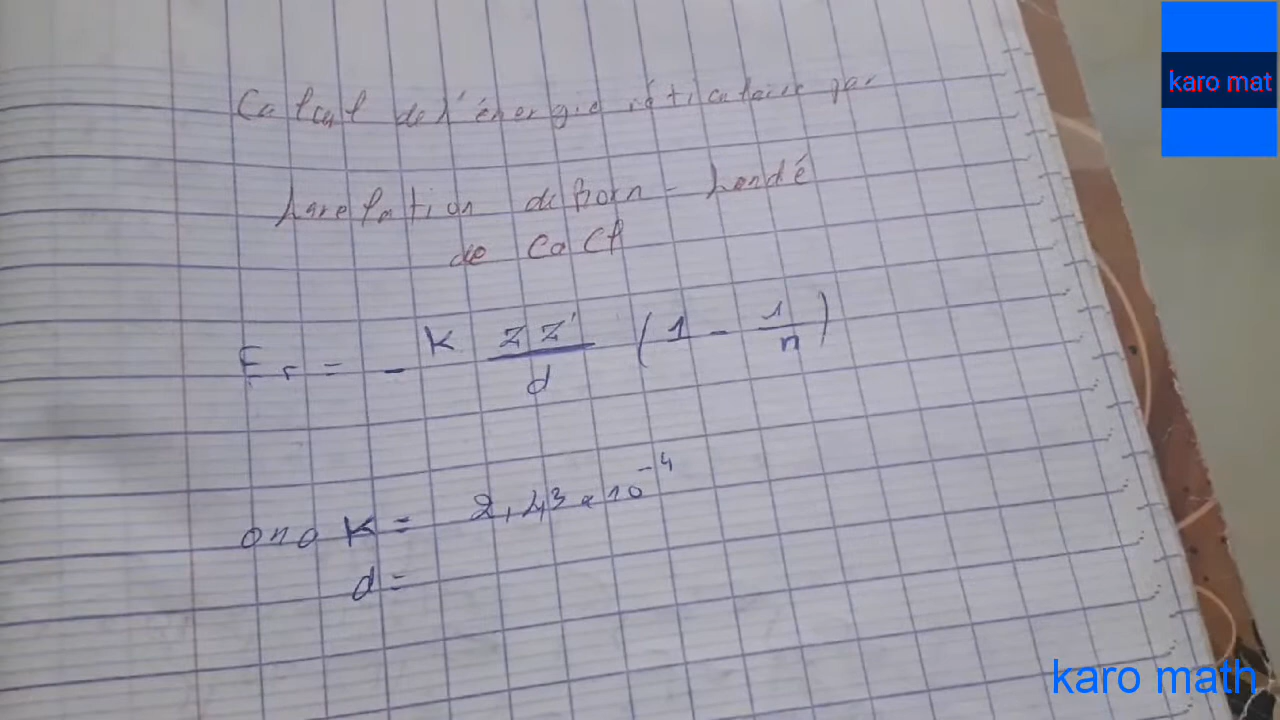 karo mat
Calcul de l'énergie réticulaire par
la relation de Born - Landé
de CaCl
Er = - K Z Z' / d ( 1 - 1 / n )
on a K = 2,43 × 10⁻⁴
d =
karo math